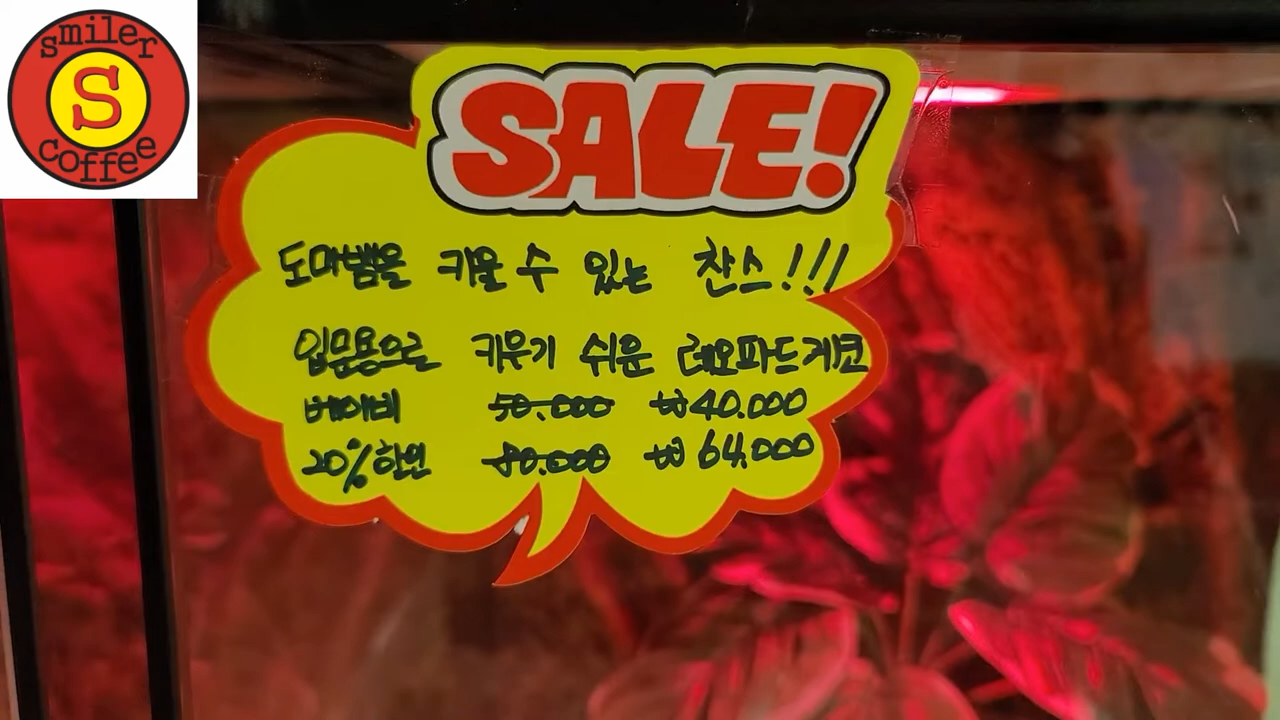 smiler
S
coffee
SALE!
도마뱀을 키울 수 있는 찬스!!!
입문용으로 키우기 쉬운 레오파드게코
베이비 50.000 ₩40.000
20%할인 80.000 ₩64.000